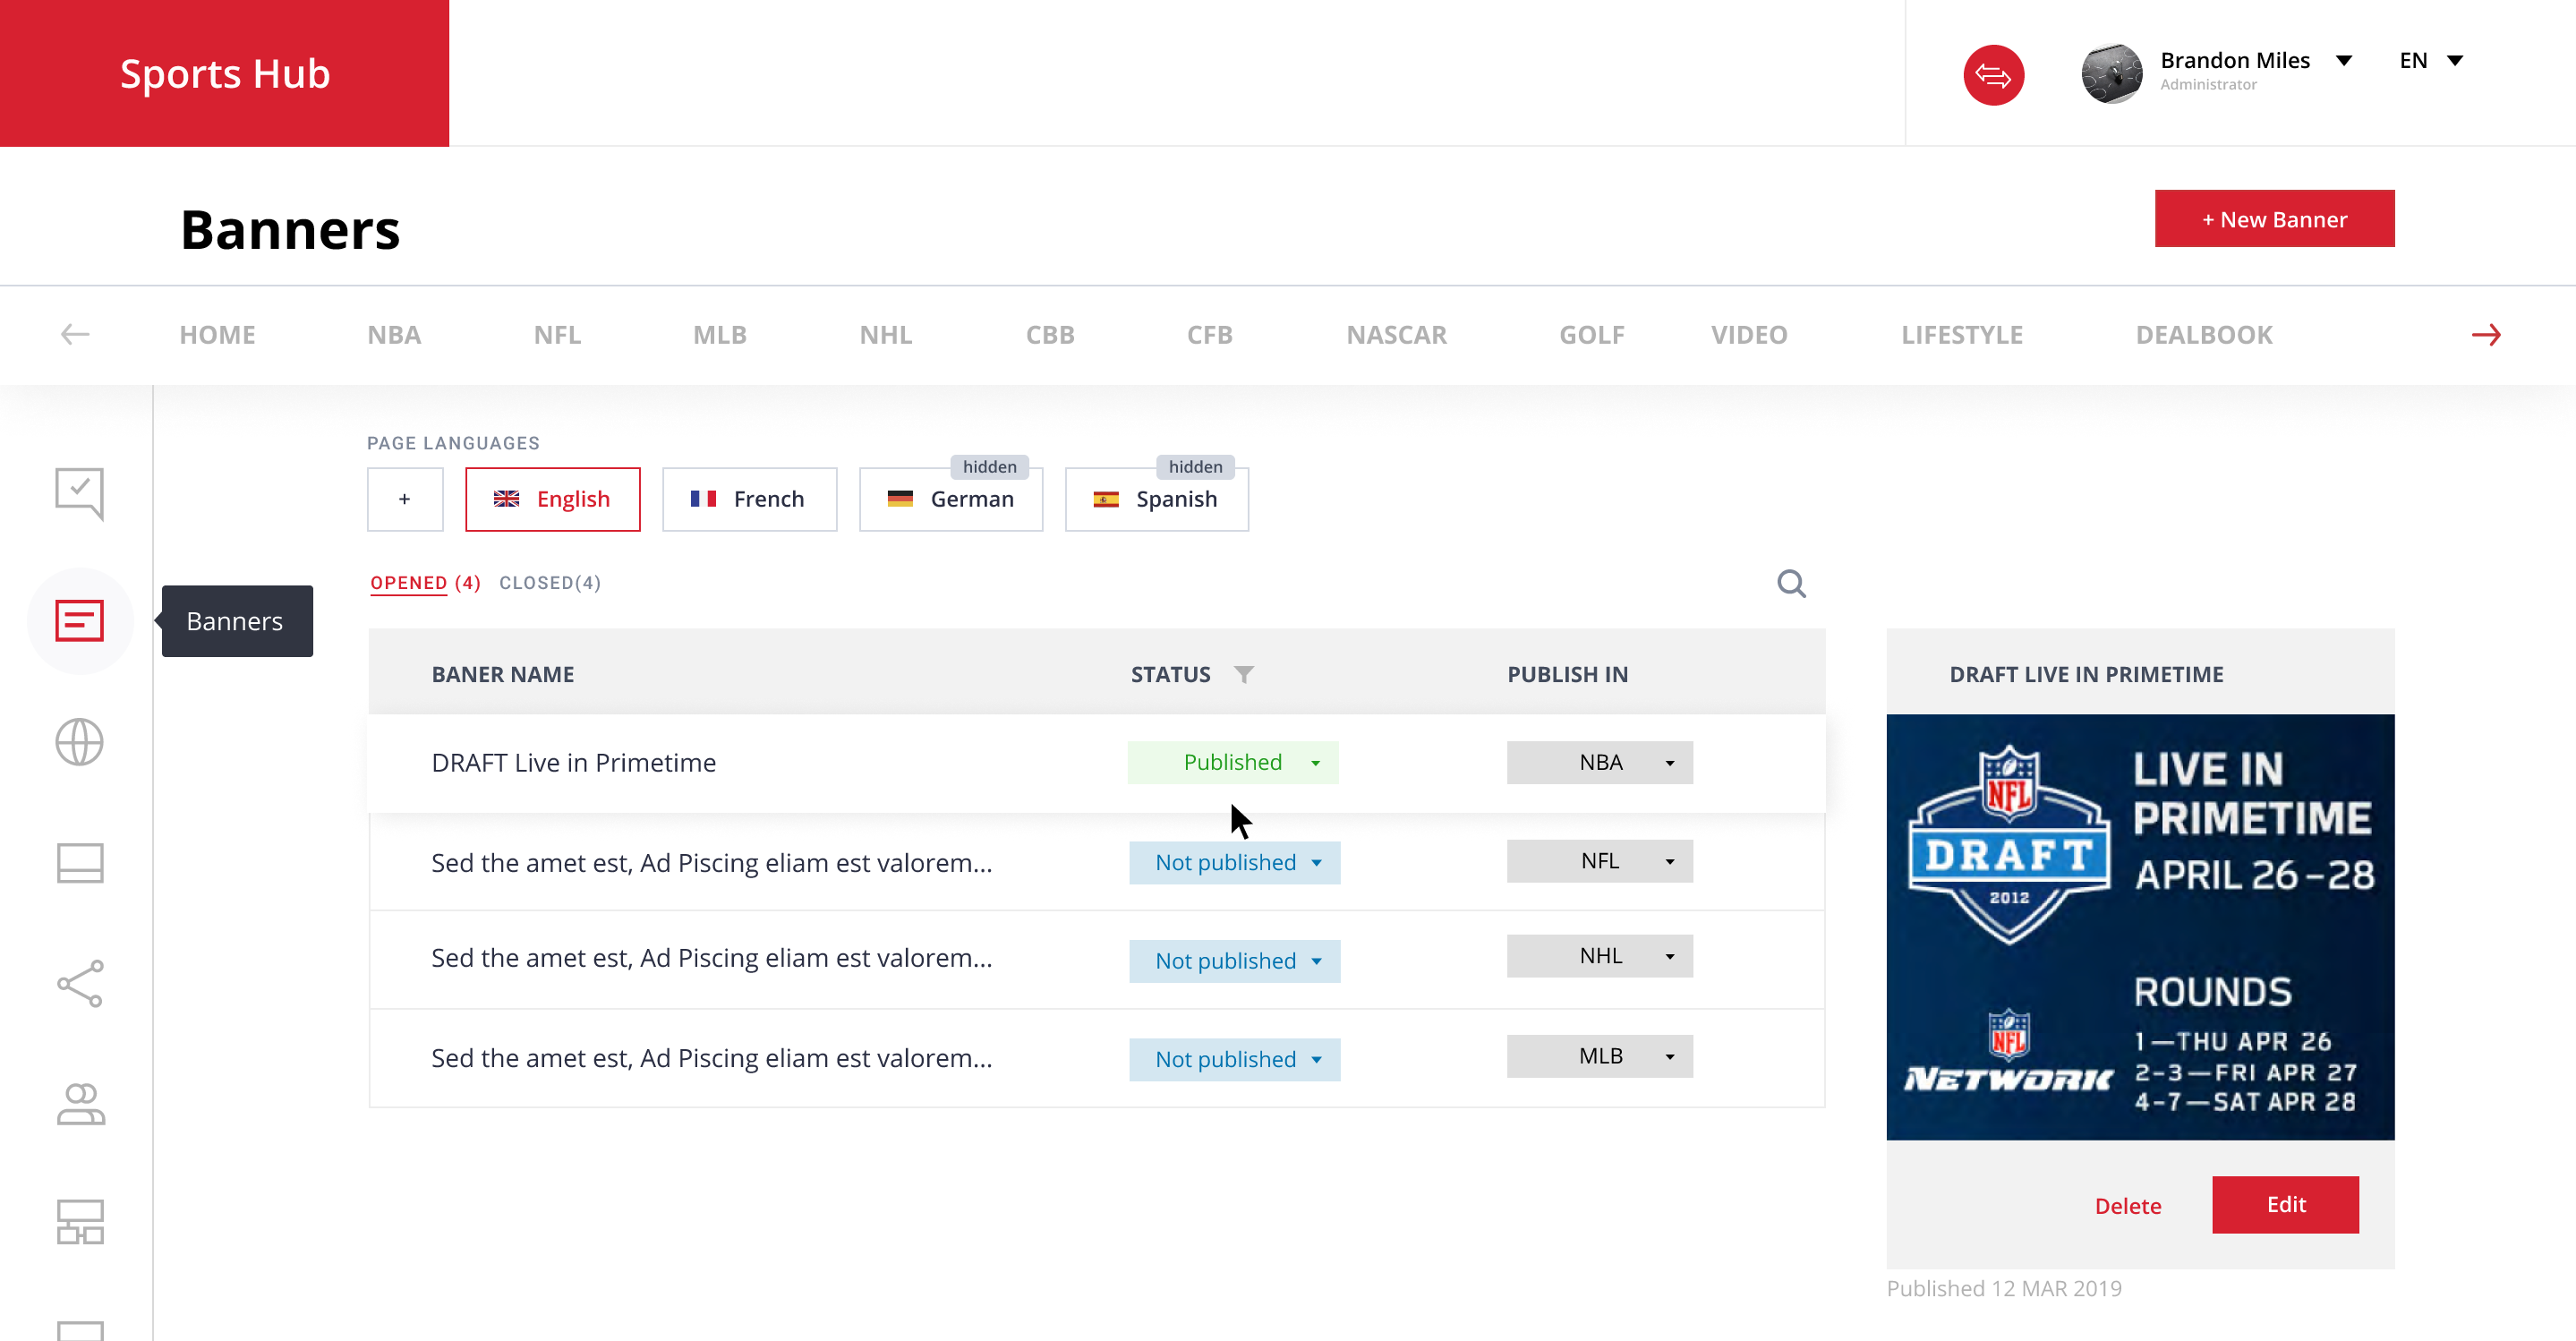 Sports Hub
Brandon Miles
Administrator
EN
Banners
+ New Banner
HOME NBA NFL MLB NHL CBB CFB NASCAR GOLF VIDEO LIFESTYLE DEALBOOK
PAGE LANGUAGES
+ English French hidden German hidden Spanish
OPENED (4) CLOSED(4)
Banners
BANER NAME STATUS PUBLISH IN
DRAFT Live in Primetime Published NBA
Sed the amet est, Ad Piscing eliam est valorem... Not published NFL
Sed the amet est, Ad Piscing eliam est valorem... Not published NHL
Sed the amet est, Ad Piscing eliam est valorem... Not published MLB
DRAFT LIVE IN PRIMETIME
NFL
DRAFT
2012
LIVE IN
PRIMETIME
APRIL 26-28
NFL
NETWORK
ROUNDS
1—THU APR 26
2-3—FRI APR 27
4-7—SAT APR 28
Delete Edit
Published 12 MAR 2019